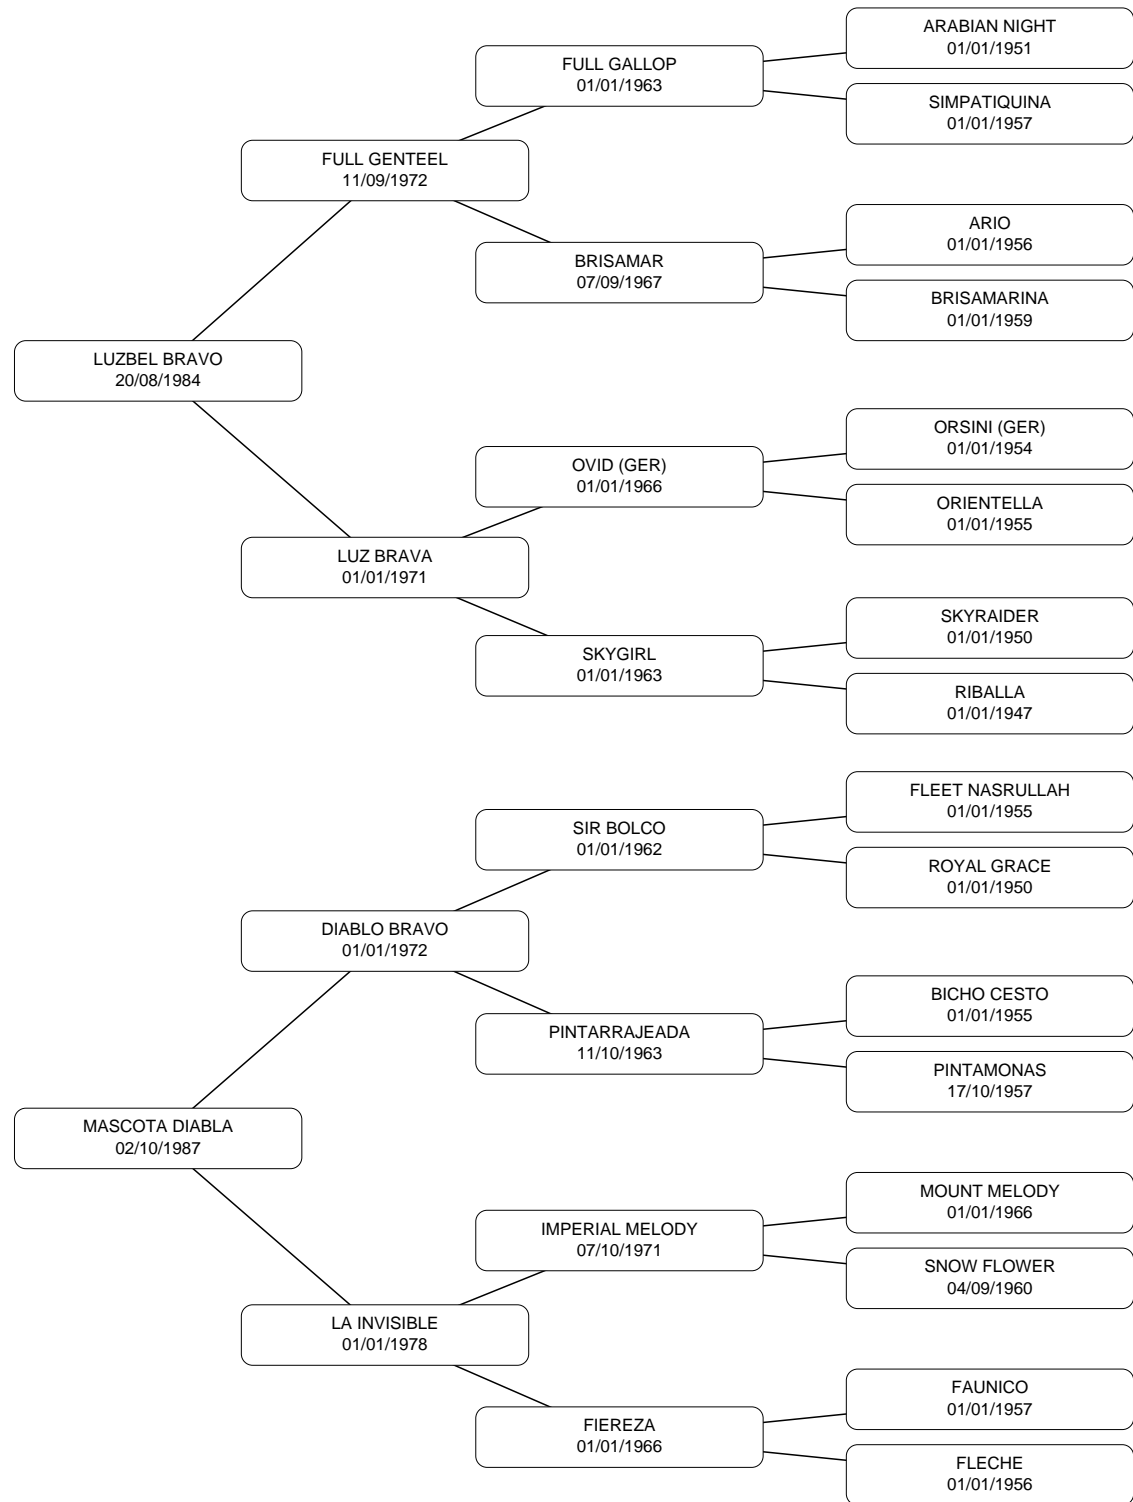 ARABIAN NIGHT
01/01/1951
FULL GALLOP
01/01/1963
SIMPATIQUINA
01/01/1957
FULL GENTEEL
11/09/1972
ARIO
01/01/1956
BRISAMAR
07/09/1967
BRISAMARINA
01/01/1959
LUZBEL BRAVO
20/08/1984
ORSINI (GER)
01/01/1954
OVID (GER)
01/01/1966
ORIENTELLA
01/01/1955
LUZ BRAVA
01/01/1971
SKYRAIDER
01/01/1950
SKYGIRL
01/01/1963
RIBALLA
01/01/1947
FLEET NASRULLAH
01/01/1955
SIR BOLCO
01/01/1962
ROYAL GRACE
01/01/1950
DIABLO BRAVO
01/01/1972
BICHO CESTO
01/01/1955
PINTARRAJEADA
11/10/1963
PINTAMONAS
17/10/1957
MASCOTA DIABLA
02/10/1987
MOUNT MELODY
01/01/1966
IMPERIAL MELODY
07/10/1971
SNOW FLOWER
04/09/1960
LA INVISIBLE
01/01/1978
FAUNICO
01/01/1957
FIEREZA
01/01/1966
FLECHE
01/01/1956